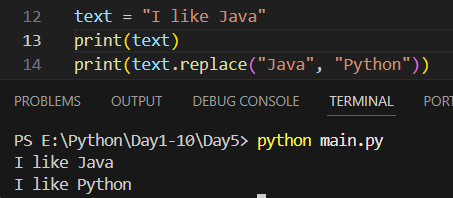 12 text = "I like Java"
13 print(text)
14 print(text.replace("Java", "Python"))
PROBLEMS OUTPUT DEBUG CONSOLE TERMINAL
PS E:\Python\Day1-10\Day5> python main.py
I like Java
I like Python